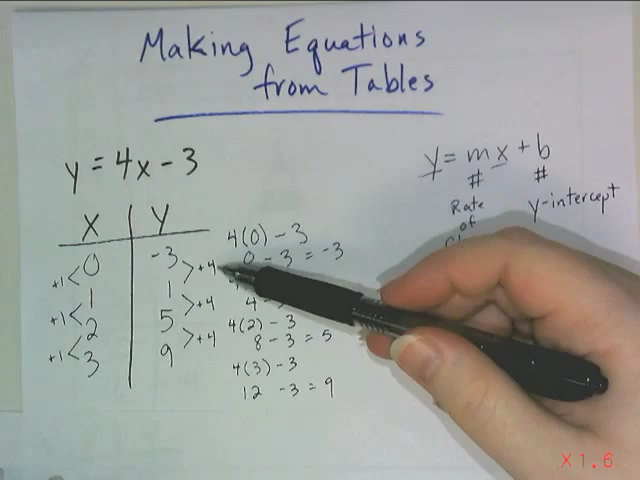 Making Equations
from Tables
y = 4x - 3
y = mx + b
# #
Rate
of
y-intercept
X Y
0 -3
1 1
2 5
3 9
+1 <
+1 <
+1 <
> +4
> +4
> +4
4(0) - 3
0 - 3 = -3
4
4(2) - 3
8 - 3 = 5
4(3) - 3
12 - 3 = 9
X1.6